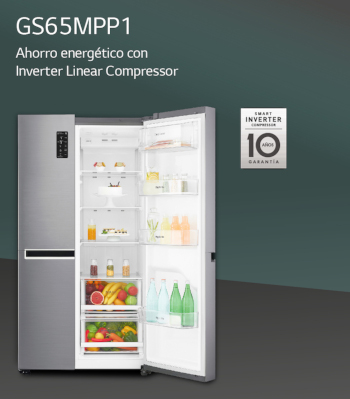 GS65MPP1
Ahorro energético con
Inverter Linear Compressor
SMART
INVERTER
COMPRESSOR
10
AÑOS
GARANTÍA